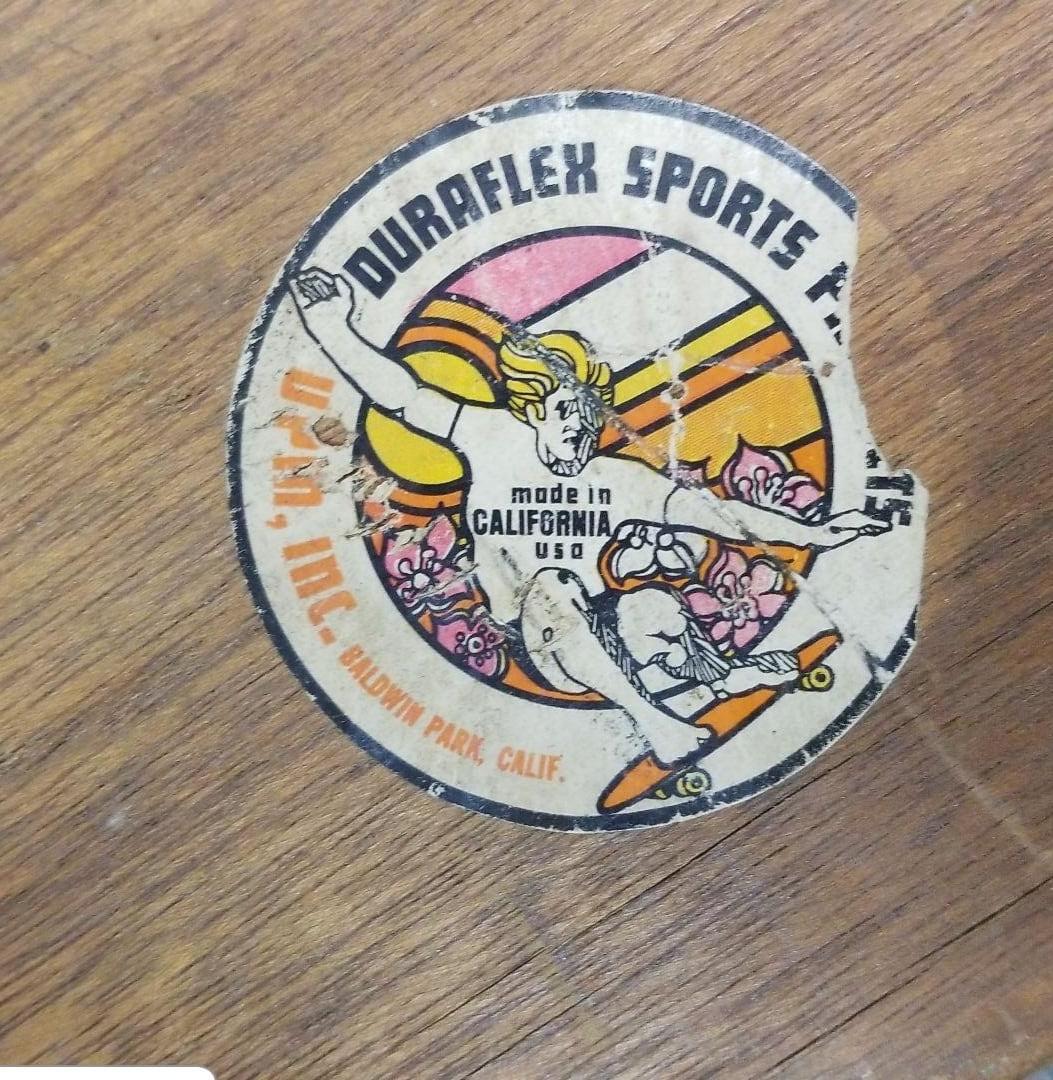 DURAFLEX SPORTS
INC.
BALDWIN PARK, CALIF.
made in
CALIFORNIA
usa